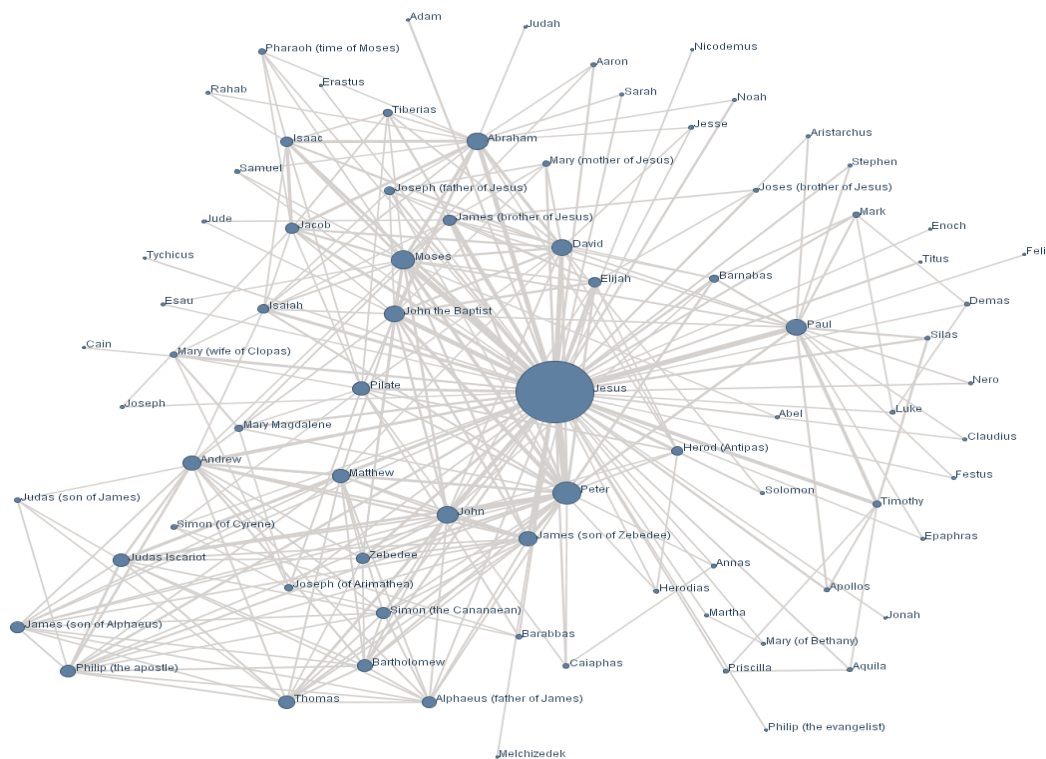 Adam
Judah
Pharaoh (time of Moses)
Nicodemus
Aaron
Erastus
Rahab
Sarah
Noah
Tiberias
Jesse
Aristarchus
Isaac
Abraham
Mary (mother of Jesus)
Stephen
Samuel
Joseph (father of Jesus)
Joses (brother of Jesus)
Mark
Jude
James (brother of Jesus)
Jacob
Enoch
David
Feli
Tychicus
Moses
Titus
Elijah
Barnabas
Esau
Isaiah
John the Baptist
Demas
Paul
Silas
Cain
Mary (wife of Clopas)
Nero
Pilate
Jesus
Joseph
Luke
Abel
Mary Magdalene
Claudius
Herod (Antipas)
Andrew
Matthew
Festus
Peter
Solomon
Judas (son of James)
Timothy
John
Simon (of Cyrene)
James (son of Zebedee)
Epaphras
Judas Iscariot
Zebedee
Annas
Joseph (of Arimathea)
Herodias
Apollos
Simon (the Cananaean)
Martha
Jonah
James (son of Alphaeus)
Barabbas
Mary (of Bethany)
Philip (the apostle)
Bartholomew
Caiaphas
Priscilla
Aquila
Thomas
Alphaeus (father of James)
Philip (the evangelist)
Melchizedek